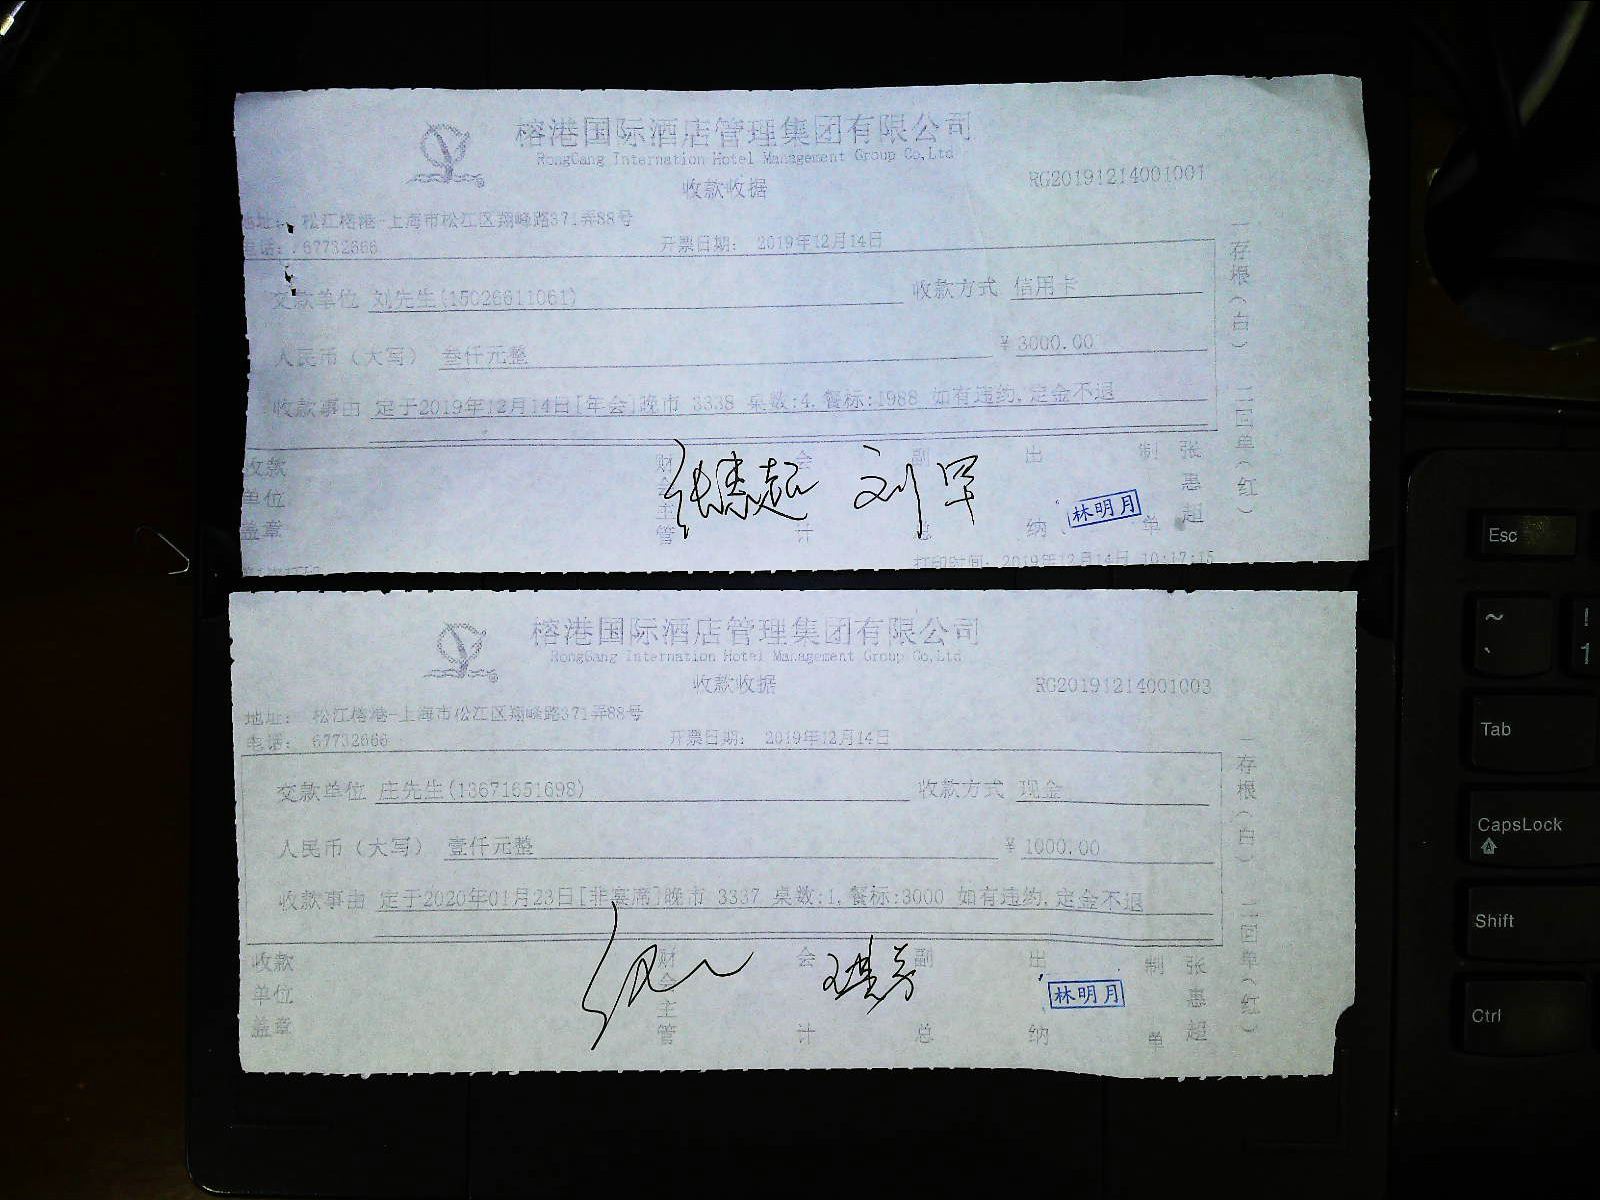 榕港国际酒店管理集团有限公司
RongGang Internation Hotel Management Group Co,Ltd
收款收据
RG20191214001001
地址： 松江榕港-上海市松江区翔峰路371弄88号
电话： 67732666
开票日期： 2019年12月14日
交款单位 刘先生(15026611061)
收款方式 信用卡
人民币（大写） 叁仟元整
￥3000.00
收款事由 定于2019年12月14日[年会]晚市 3338 桌数:4,餐标:1988 如有违约,定金不退
收款单位盖章
财会主管
会计
副总
出纳
林明月
制单
张惠超
打印时间: 2019年12月14日 10:17:15
一存根（白） 二回单（红）
榕港国际酒店管理集团有限公司
RongGang Internation Hotel Management Group Co,Ltd
收款收据
RG20191214001003
地址： 松江榕港-上海市松江区翔峰路371弄88号
电话： 67732666
开票日期： 2019年12月14日
交款单位 庄先生(13671651698)
收款方式 现金
人民币（大写） 壹仟元整
￥1000.00
收款事由 定于2020年01月23日[非宴席]晚市 3337 桌数:1,餐标:3000 如有违约,定金不退
收款单位盖章
财会主管
会计
副总
出纳
林明月
制单
张惠超
一存根（白） 二回单（红）
Esc
~
`
!
1
Tab
CapsLock
Shift
Ctrl